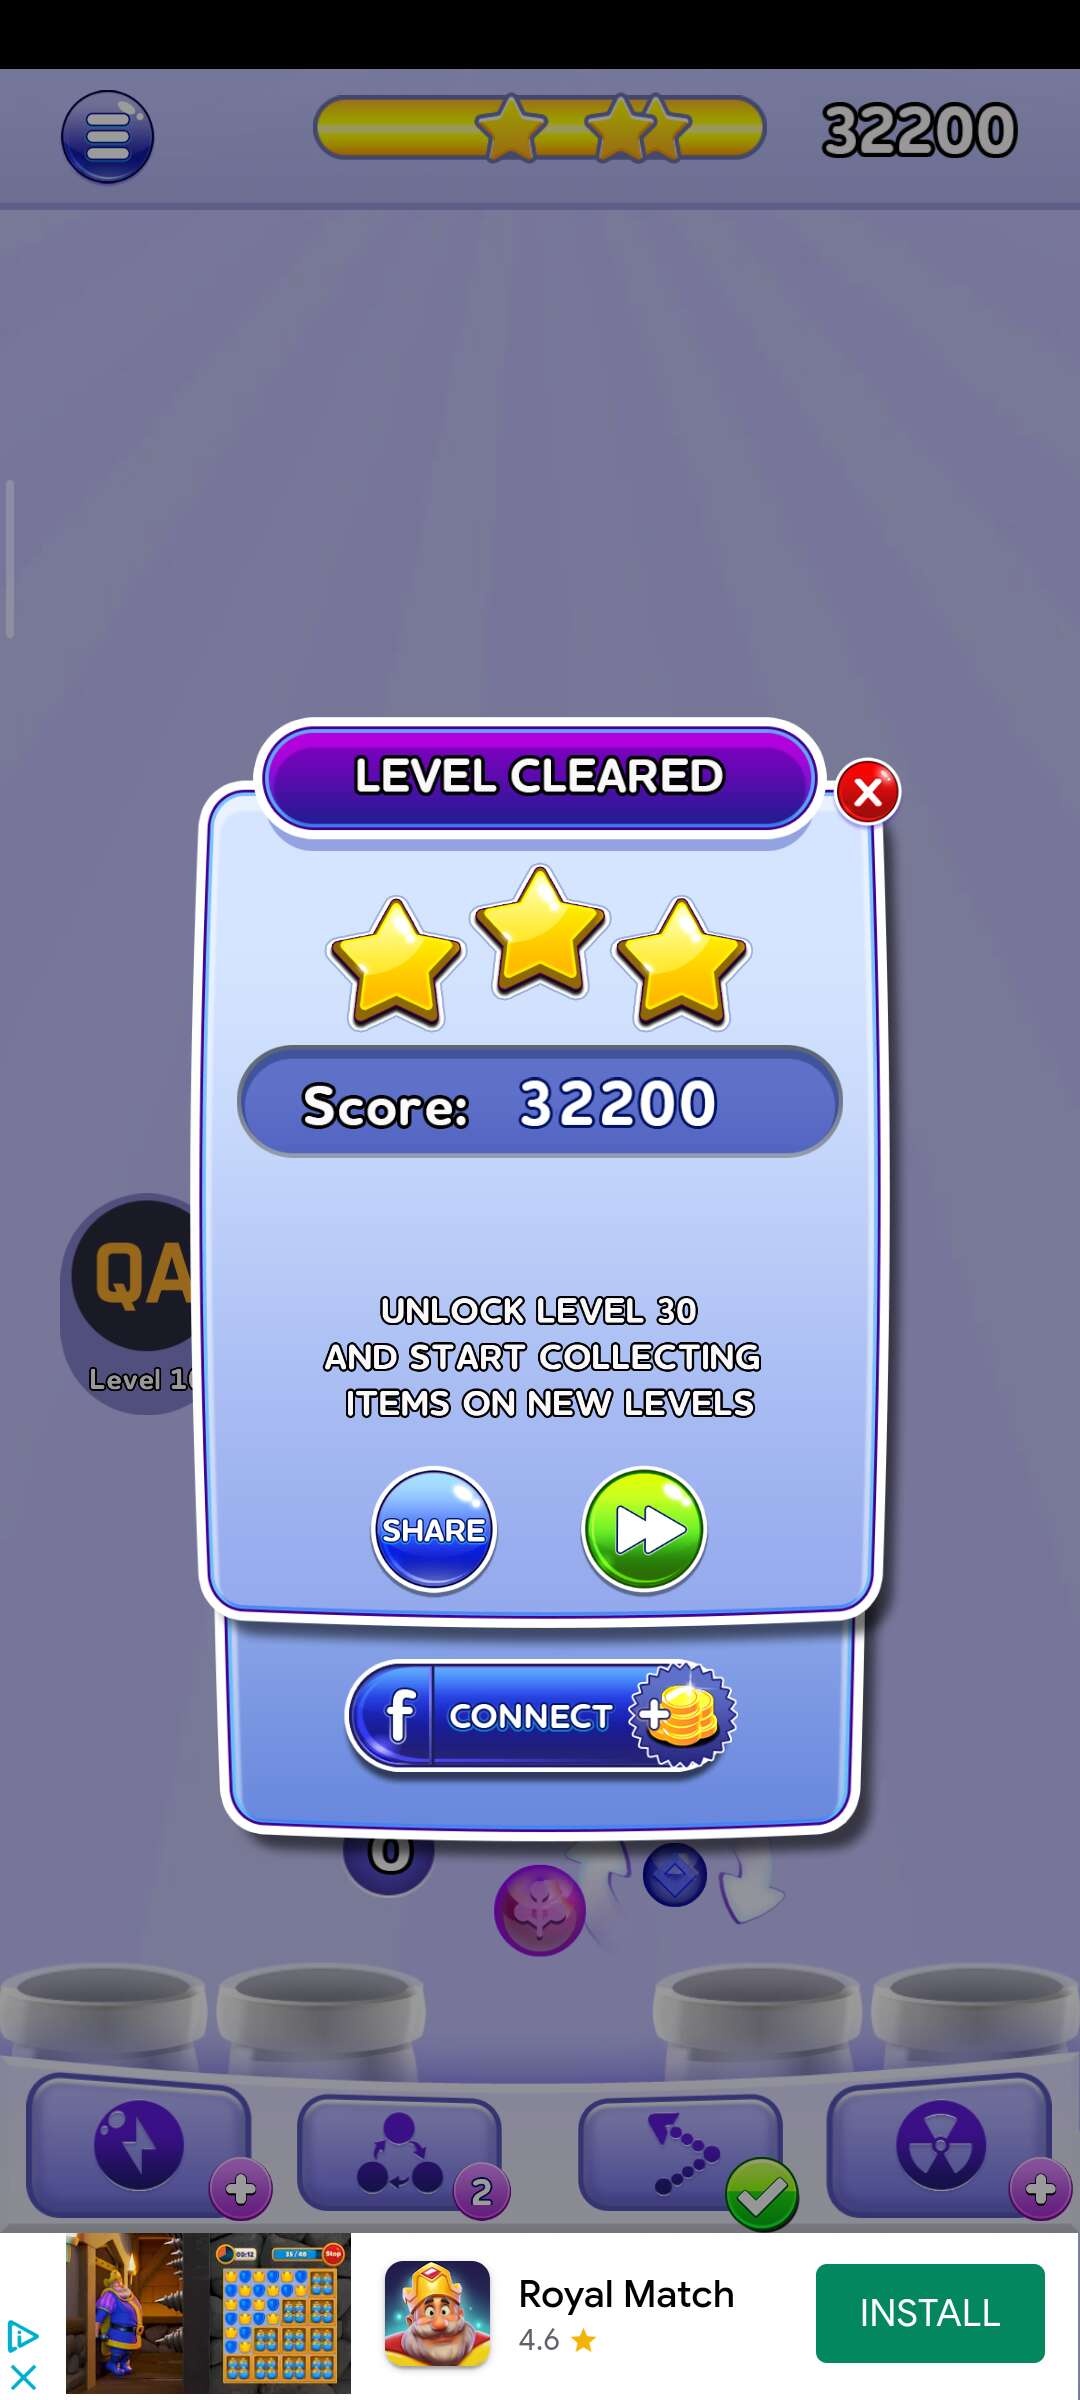 32200
LEVEL CLEARED
Score: 32200
QA
UNLOCK LEVEL 30
AND START COLLECTING
ITEMS ON NEW LEVELS
Level
SHARE
f CONNECT +
0
+ 2 +
Royal Match
4.6
INSTALL